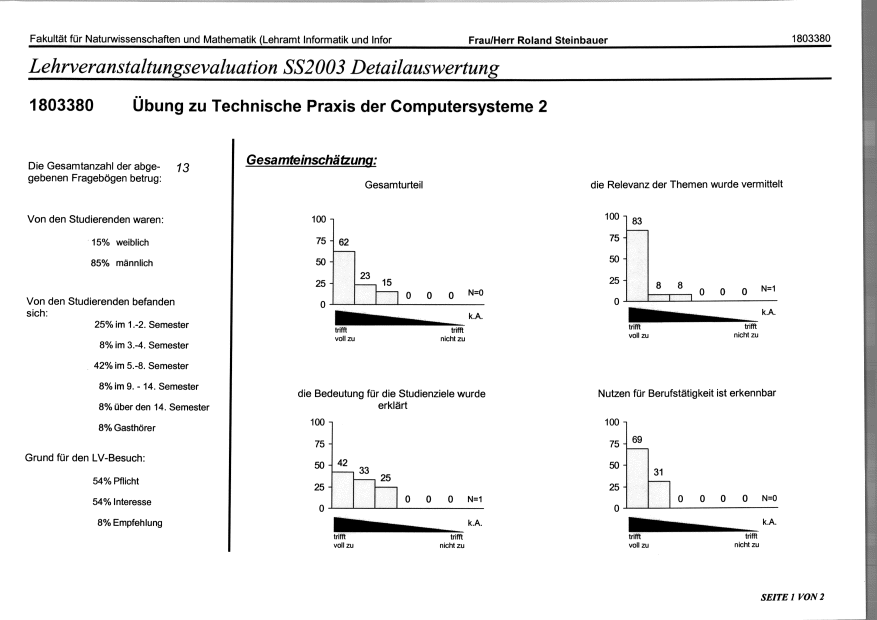 Fakultät für Naturwissenschaften und Mathematik (Lehramt Informatik und Infor
Frau/Herr Roland Steinbauer
1803380
Lehrveranstaltungsevaluation SS2003 Detailauswertung
1803380 Übung zu Technische Praxis der Computersysteme 2
Die Gesamtanzahl der abge- 13
gebenen Fragebögen betrug:
Von den Studierenden waren:
15% weiblich
85% männlich
Von den Studierenden befanden
sich:
25% im 1.-2. Semester
8% im 3.-4. Semester
42% im 5.-8. Semester
8% im 9. - 14. Semester
8% über den 14. Semester
8% Gasthörer
Grund für den LV-Besuch:
54% Pflicht
54% Interesse
8% Empfehlung
Gesamteinschätzung:
Gesamturteil
100
75
50
25
0
62
23
15
0 0 0 N=0
k.A.
trifft trifft
voll zu nicht zu
die Relevanz der Themen wurde vermittelt
100
75
50
25
0
83
8 8 0 0 0 N=1
k.A.
trifft trifft
voll zu nicht zu
die Bedeutung für die Studienziele wurde
erklärt
100
75
50
25
0
42
33
25
0 0 0 N=1
k.A.
trifft trifft
voll zu nicht zu
Nutzen für Berufstätigkeit ist erkennbar
100
75
50
25
0
69
31
0 0 0 0 N=0
k.A.
trifft trifft
voll zu nicht zu
SEITE 1 VON 2